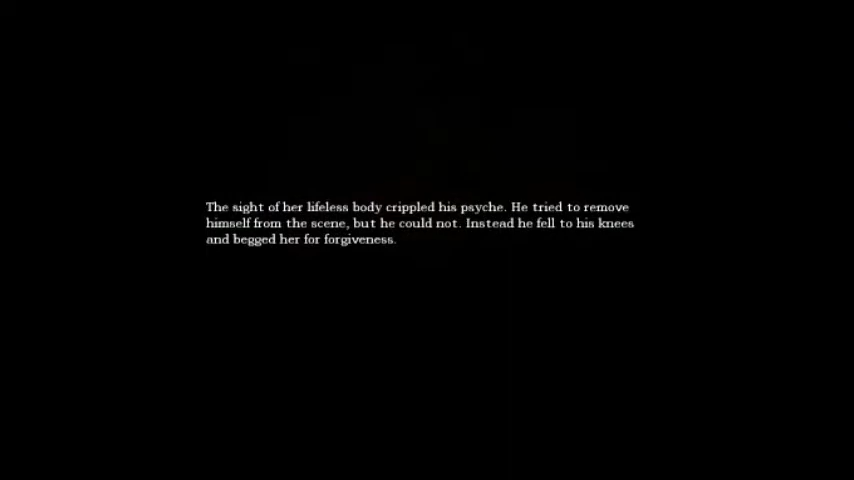 The sight of her lifeless body crippled his psyche. He tried to remove
himself from the scene, but he could not. Instead he fell to his knees
and begged her for forgiveness.